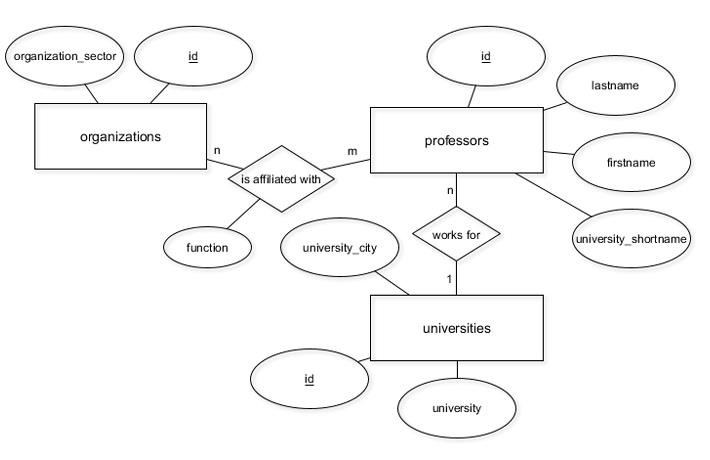 organization_sector
id
id
lastname
organizations
professors
n
m
firstname
is affiliated with
n
university_shortname
function
university_city
works for
1
universities
id
university